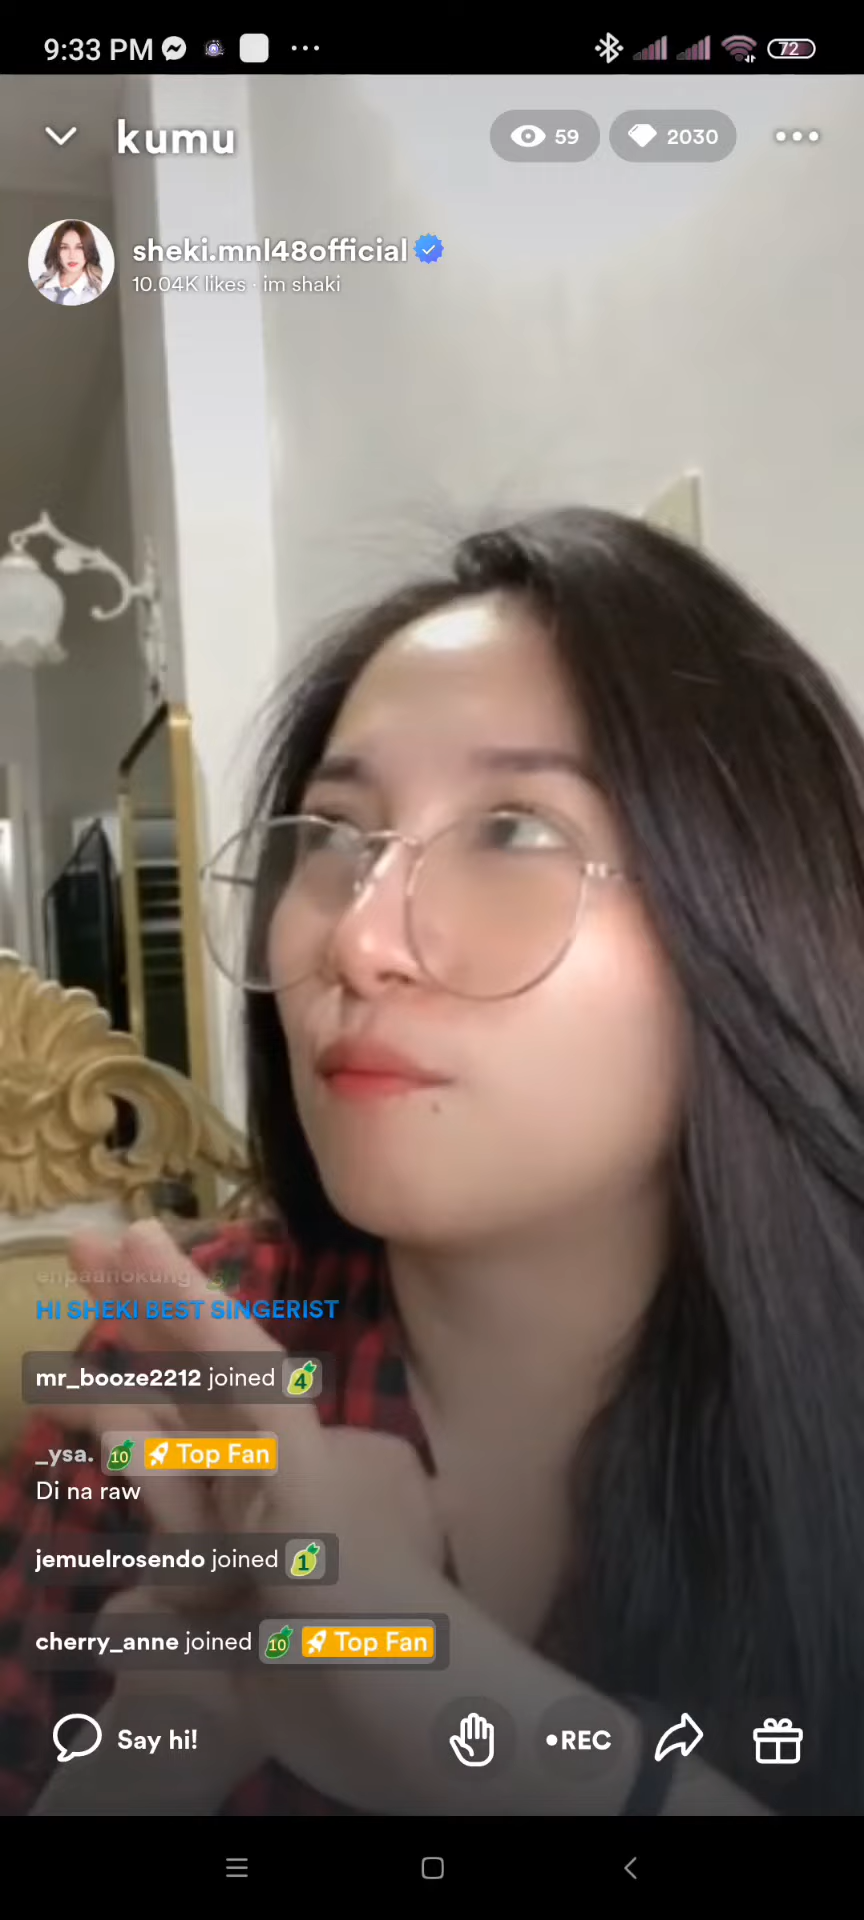 9:33 PM
72
kumu
59
2030
sheki.mnl48official
10.04K likes · im shaki
HI SHEKI BEST SINGERIST
mr_booze2212 joined 4
_ysa. 10 Top Fan
Di na raw
jemuelrosendo joined 1
cherry_anne joined 10 Top Fan
Say hi!
•REC